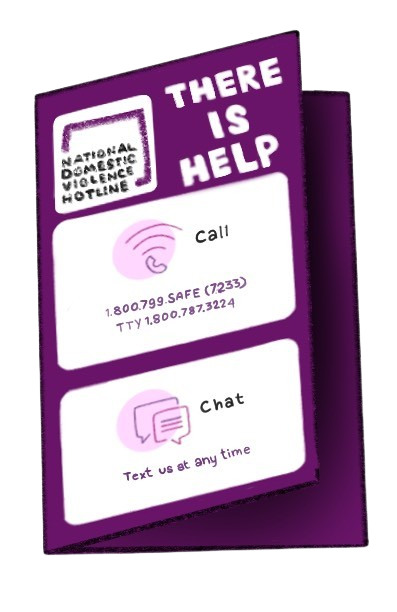 NATIONAL
DOMESTIC
VIOLENCE
HOTLINE
THERE
IS
HELP
Call
1.800.799.SAFE (7233)
TTY 1.800.787.3224
Chat
Text us at any time